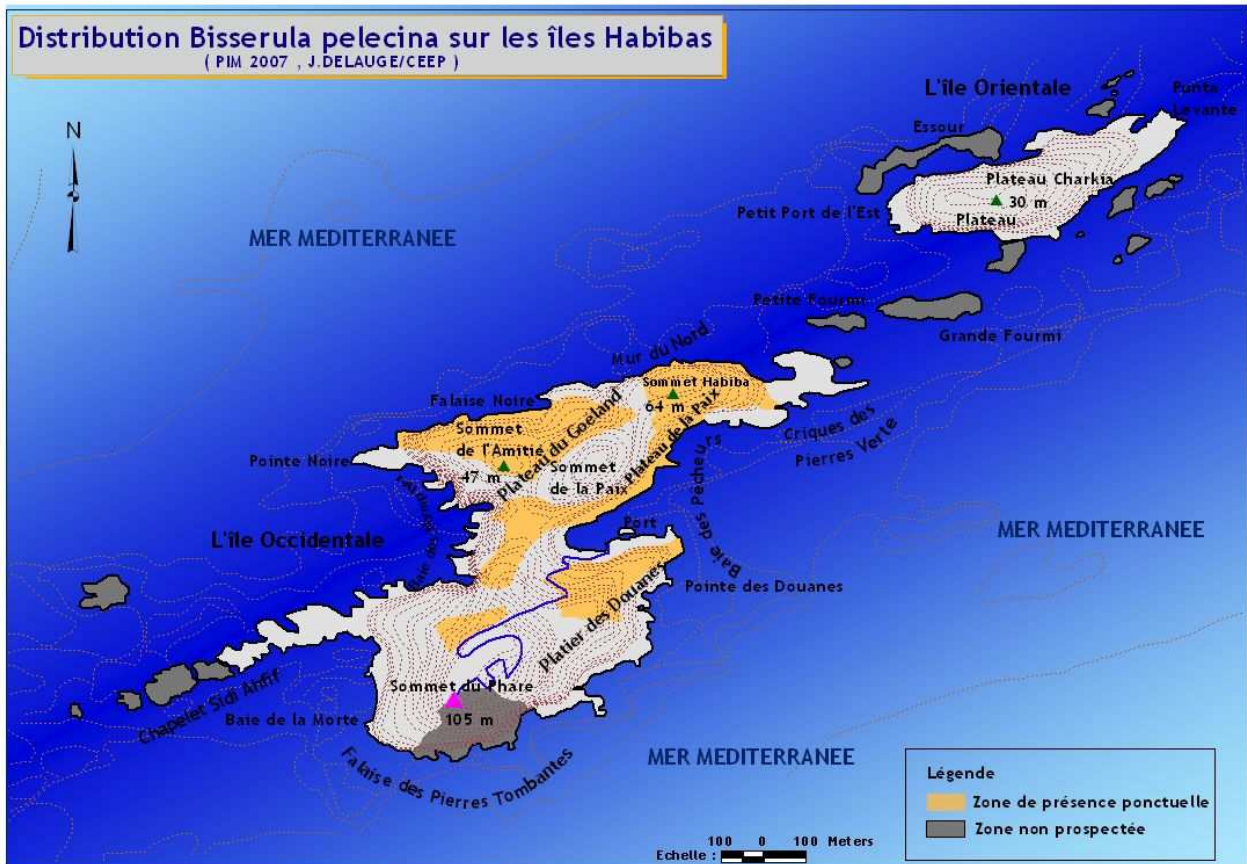 Distribution Bisserula pelecina sur les îles Habibas
( PIM 2007 , J.DELAUGE/CEEP )
N
L'île Orientale
Punta
Levante
Essour
Plateau Charkia
30 m
Plateau
Petit Port de l'Est
MER MEDITERRANEE
Petite Fourmi
Grande Fourmi
Mur du Nord
Sommet Habiba
64 m
Falaise Noire
Sommet
de l'Amitié
47 m
Plateau du Goeland
Plateau de la Paix
Sommet
de la Paix
Pointe Noire
Criques des
Pierres Verte
Baie des
Baie des Pecheurs
Port
L'île Occidentale
MER MEDITERRANEE
Pointe des Douanes
Platier des Douanes
Sommet du Phare
105 m
Chapelet Sidi Ahfif
Baie de la Morte
Falaise des Pierres Tombantes
MER MEDITERRANEE
Légende
Zone de présence ponctuelle
Zone non prospectée
100 0 100 Meters
Echelle :